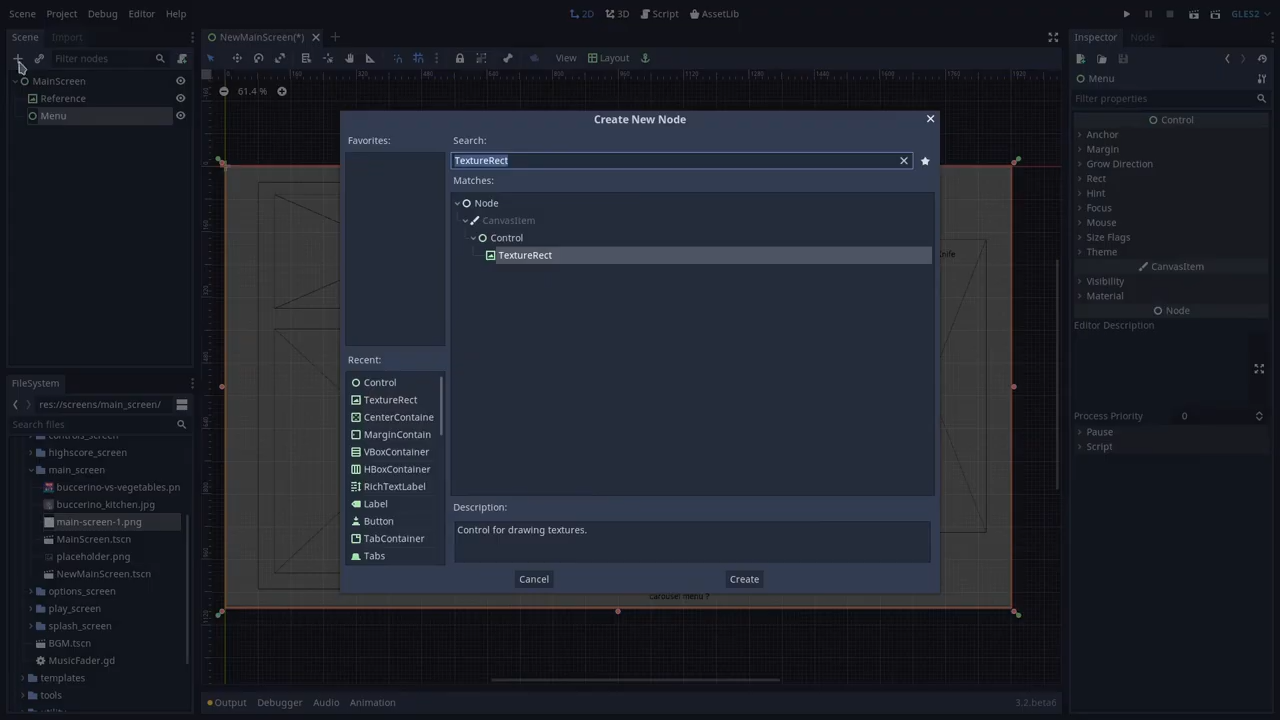 Scene Project Debug Editor Help
2D 3D Script AssetLib
GLES2
Scene Import
Filter nodes
MainScreen
Reference
Menu
NewMainScreen(*)
View Layout
61.4 %
Create New Node
Favorites:
Search:
TextureRect
Matches:
Node
CanvasItem
Control
TextureRect
Recent:
Control
TextureRect
CenterContaine
MarginContain
VBoxContainer
HBoxContainer
RichTextLabel
Label
Button
TabContainer
Tabs
Description:
Control for drawing textures.
Cancel Create
Knife
carousel menu ?
FileSystem
res://screens/main_screen/
Search files
controls_screen
highscore_screen
main_screen
buccerino-vs-vegetables.pn
buccerino_kitchen.jpg
main-screen-1.png
MainScreen.tscn
placeholder.png
NewMainScreen.tscn
options_screen
play_screen
splash_screen
BGM.tscn
MusicFader.gd
templates
tools
utility
Output Debugger Audio Animation
3.2.beta6
Inspector Node
Menu
Filter properties
Control
Anchor
Margin
Grow Direction
Rect
Hint
Focus
Mouse
Size Flags
Theme
CanvasItem
Visibility
Material
Node
Editor Description
Process Priority 0
Pause
Script